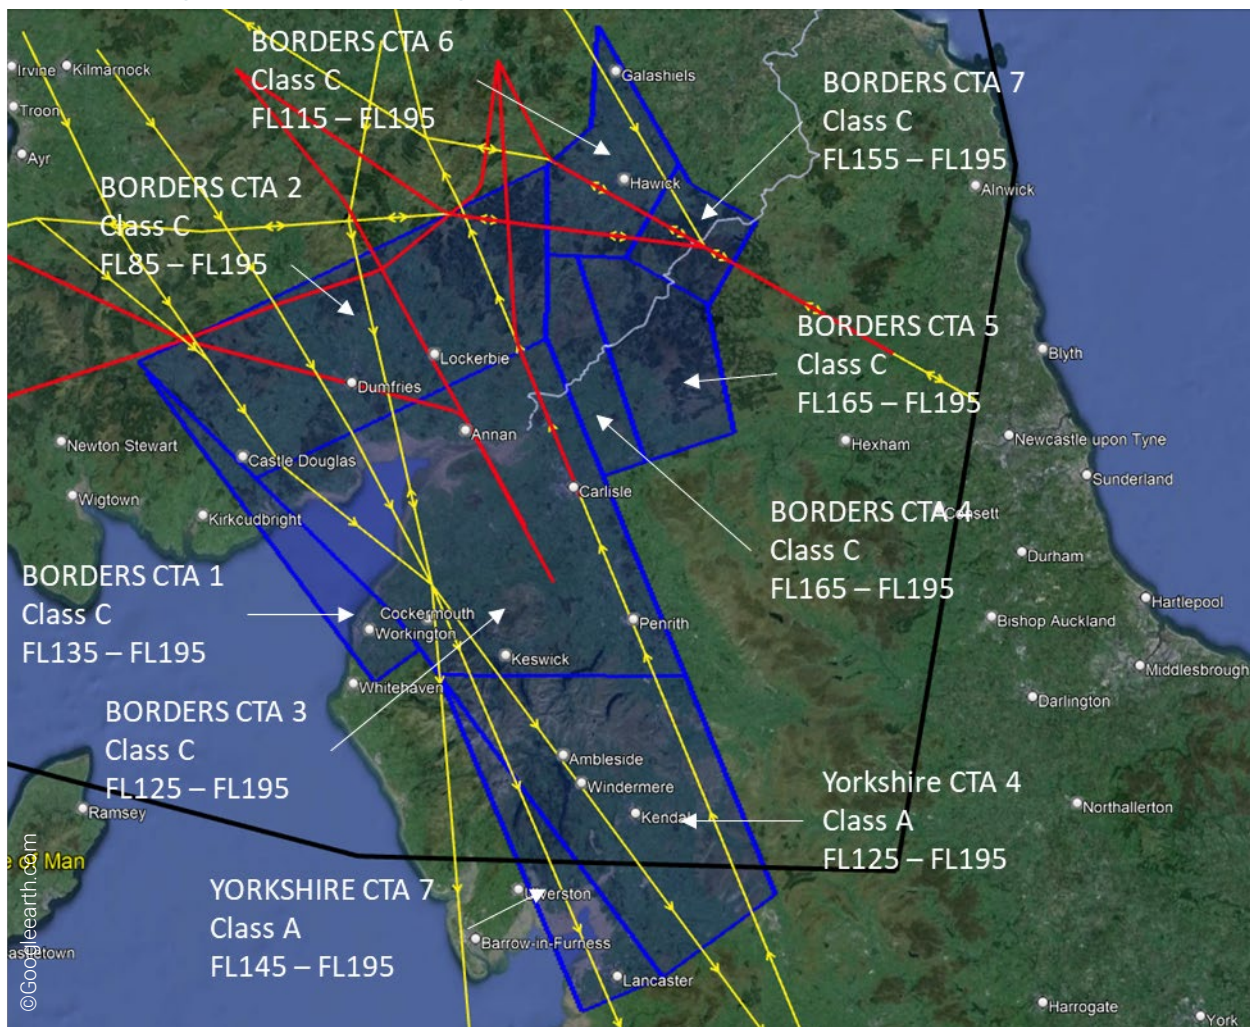 BORDERS CTA 6
Class C
FL115 – FL195
BORDERS CTA 7
Class C
FL155 – FL195
BORDERS CTA 2
Class C
FL85 – FL195
BORDERS CTA 5
Class C
FL165 – FL195
BORDERS CTA 4
Class C
FL165 – FL195
BORDERS CTA 1
Class C
FL135 – FL195
BORDERS CTA 3
Class C
FL125 – FL195
Yorkshire CTA 4
Class A
FL125 – FL195
YORKSHIRE CTA 7
Class A
FL145 – FL195
Irvine
Kilmarnock
Troon
Ayr
Galashiels
Hawick
Alnwick
Lockerbie
Dumfries
Annan
Newton Stewart
Castle Douglas
Wigtown
Kirkcudbright
Carlisle
Blyth
Hexham
Newcastle upon Tyne
Sunderland
Durham
Hartlepool
Bishop Auckland
Middlesbrough
Darlington
Cockermouth
Workington
Keswick
Penrith
Whitehaven
Ambleside
Windermere
Kendal
Northallerton
Ramsey
e of Man
Ulverston
Barrow-in-Furness
Lancaster
astletown
Harrogate
York
©Googleearth.com